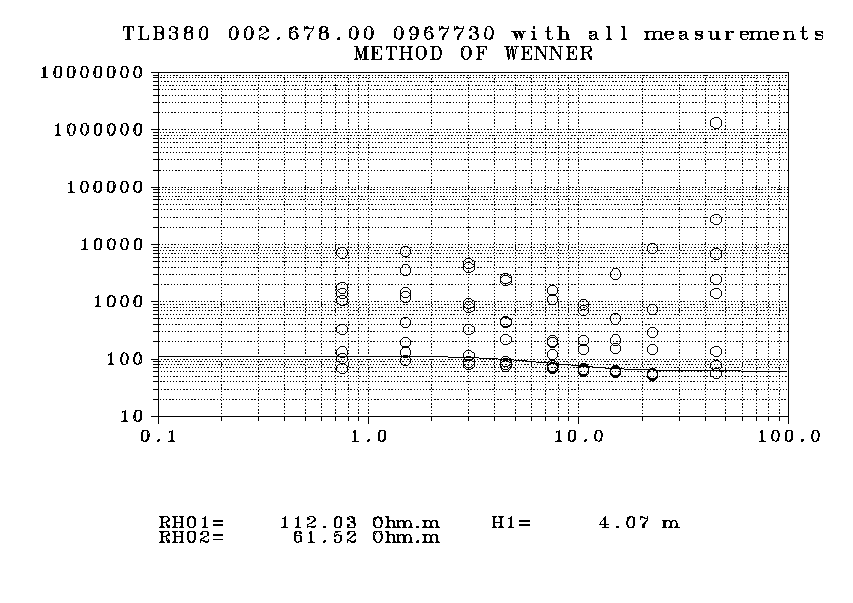 TLB380 002.678.00 0967730 with all measurements
METHOD OF WENNER
10000000
1000000
100000
10000
1000
100
10
0.1 1.0 10.0 100.0
RHO1= 112.03 Ohm.m H1= 4.07 m
RHO2= 61.52 Ohm.m